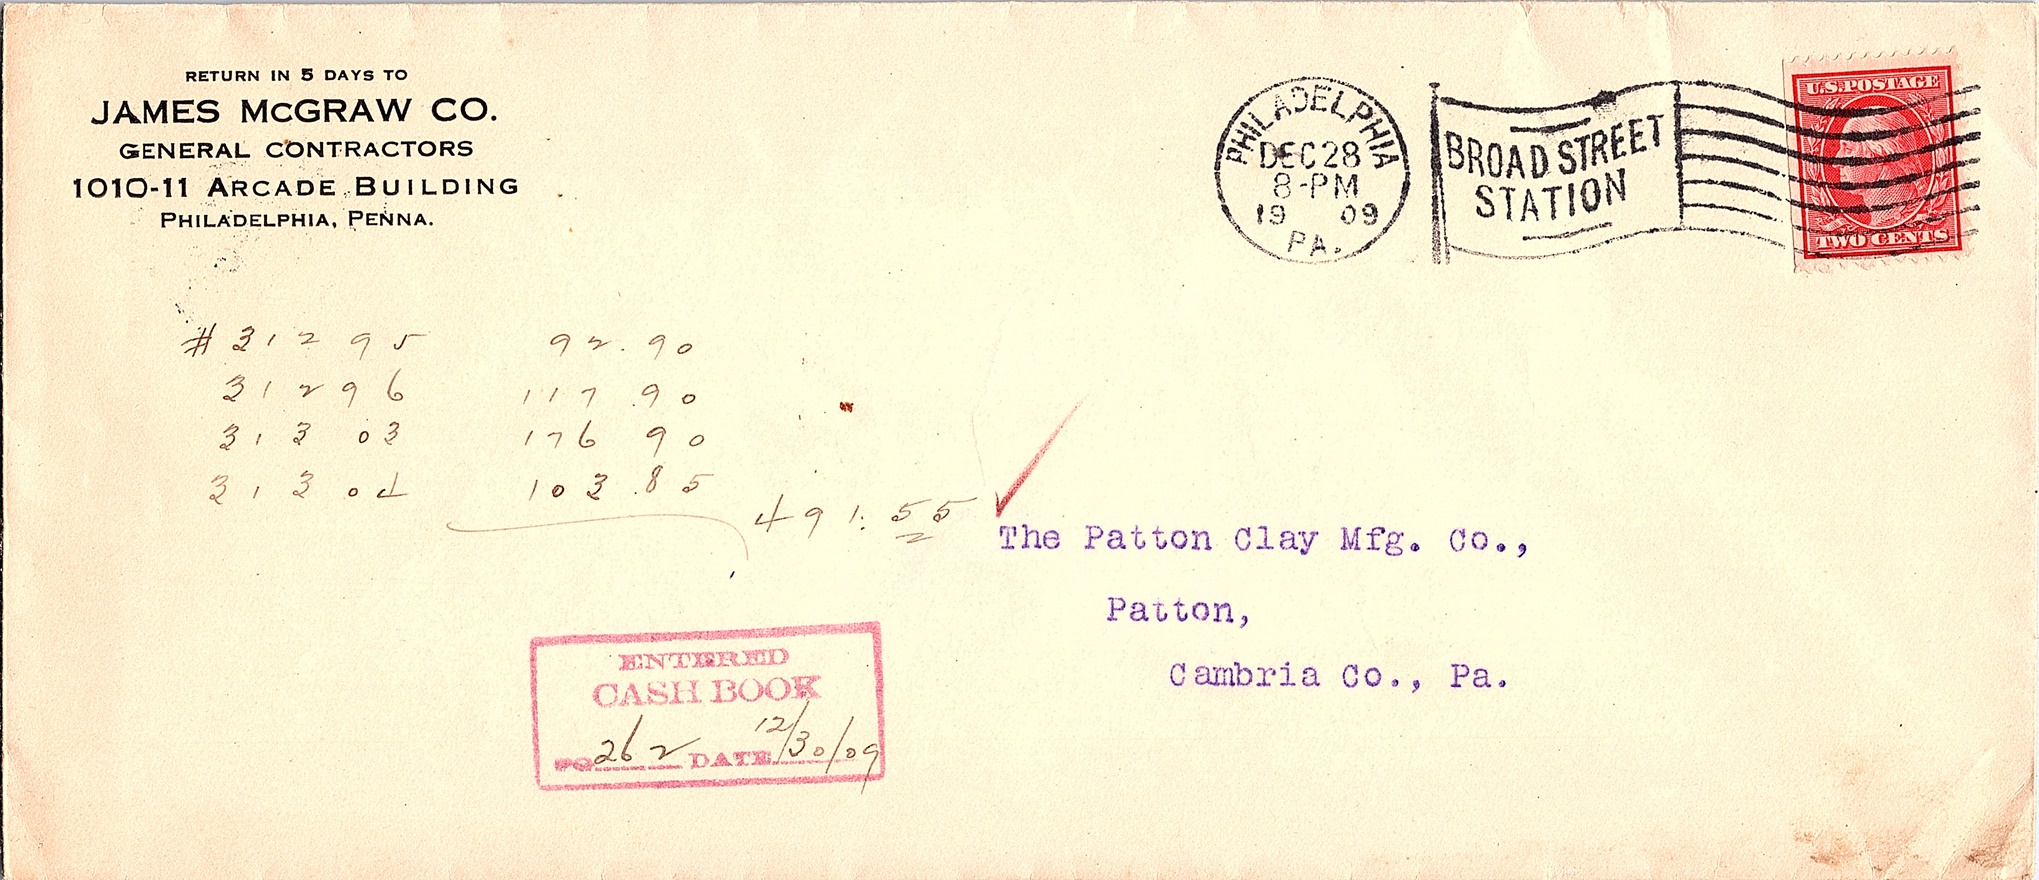 RETURN IN 5 DAYS TO
JAMES McGRAW CO.
GENERAL CONTRACTORS
1010-11 ARCADE BUILDING
PHILADELPHIA, PENNA.
PHILADELPHIA
DEC 28
8-PM
19 09
PA.
BROAD STREET
STATION
U.S. POSTAGE
TWO CENTS
# 31295 92.90
31296 117.90
31303 176 90
31304 103.85
491.55
The Patton Clay Mfg. Co.,
Patton,
Cambria Co., Pa.
ENTERED
CASH BOOK
262 DATE 12/30/09